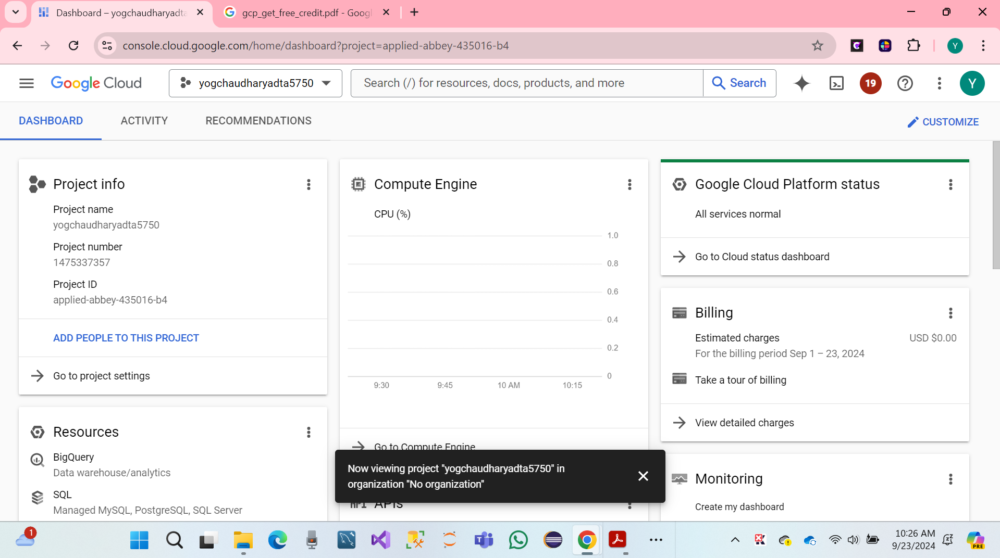 Dashboard – yogchaudharyadta
gcp_get_free_credit.pdf - Googl
console.cloud.google.com/home/dashboard?project=applied-abbey-435016-b4
Y
Google Cloud
yogchaudharyadta5750
Search (/) for resources, docs, products, and more
Search
19
Y
DASHBOARD
ACTIVITY
RECOMMENDATIONS
CUSTOMIZE
Project info
Project name
yogchaudharyadta5750
Project number
1475337357
Project ID
applied-abbey-435016-b4
ADD PEOPLE TO THIS PROJECT
Go to project settings
Resources
BigQuery
Data warehouse/analytics
SQL
Managed MySQL, PostgreSQL, SQL Server
Compute Engine
CPU (%)
1.0
0.8
0.6
0.4
0.2
0
9:30 9:45 10 AM 10:15
Go to Compute Engine
Now viewing project "yogchaudharyadta5750" in
organization "No organization"
API APIs
Google Cloud Platform status
All services normal
Go to Cloud status dashboard
Billing
Estimated charges USD $0.00
For the billing period Sep 1 – 23, 2024
Take a tour of billing
View detailed charges
Monitoring
Create my dashboard
1
10:26 AM
9/23/2024
PRE